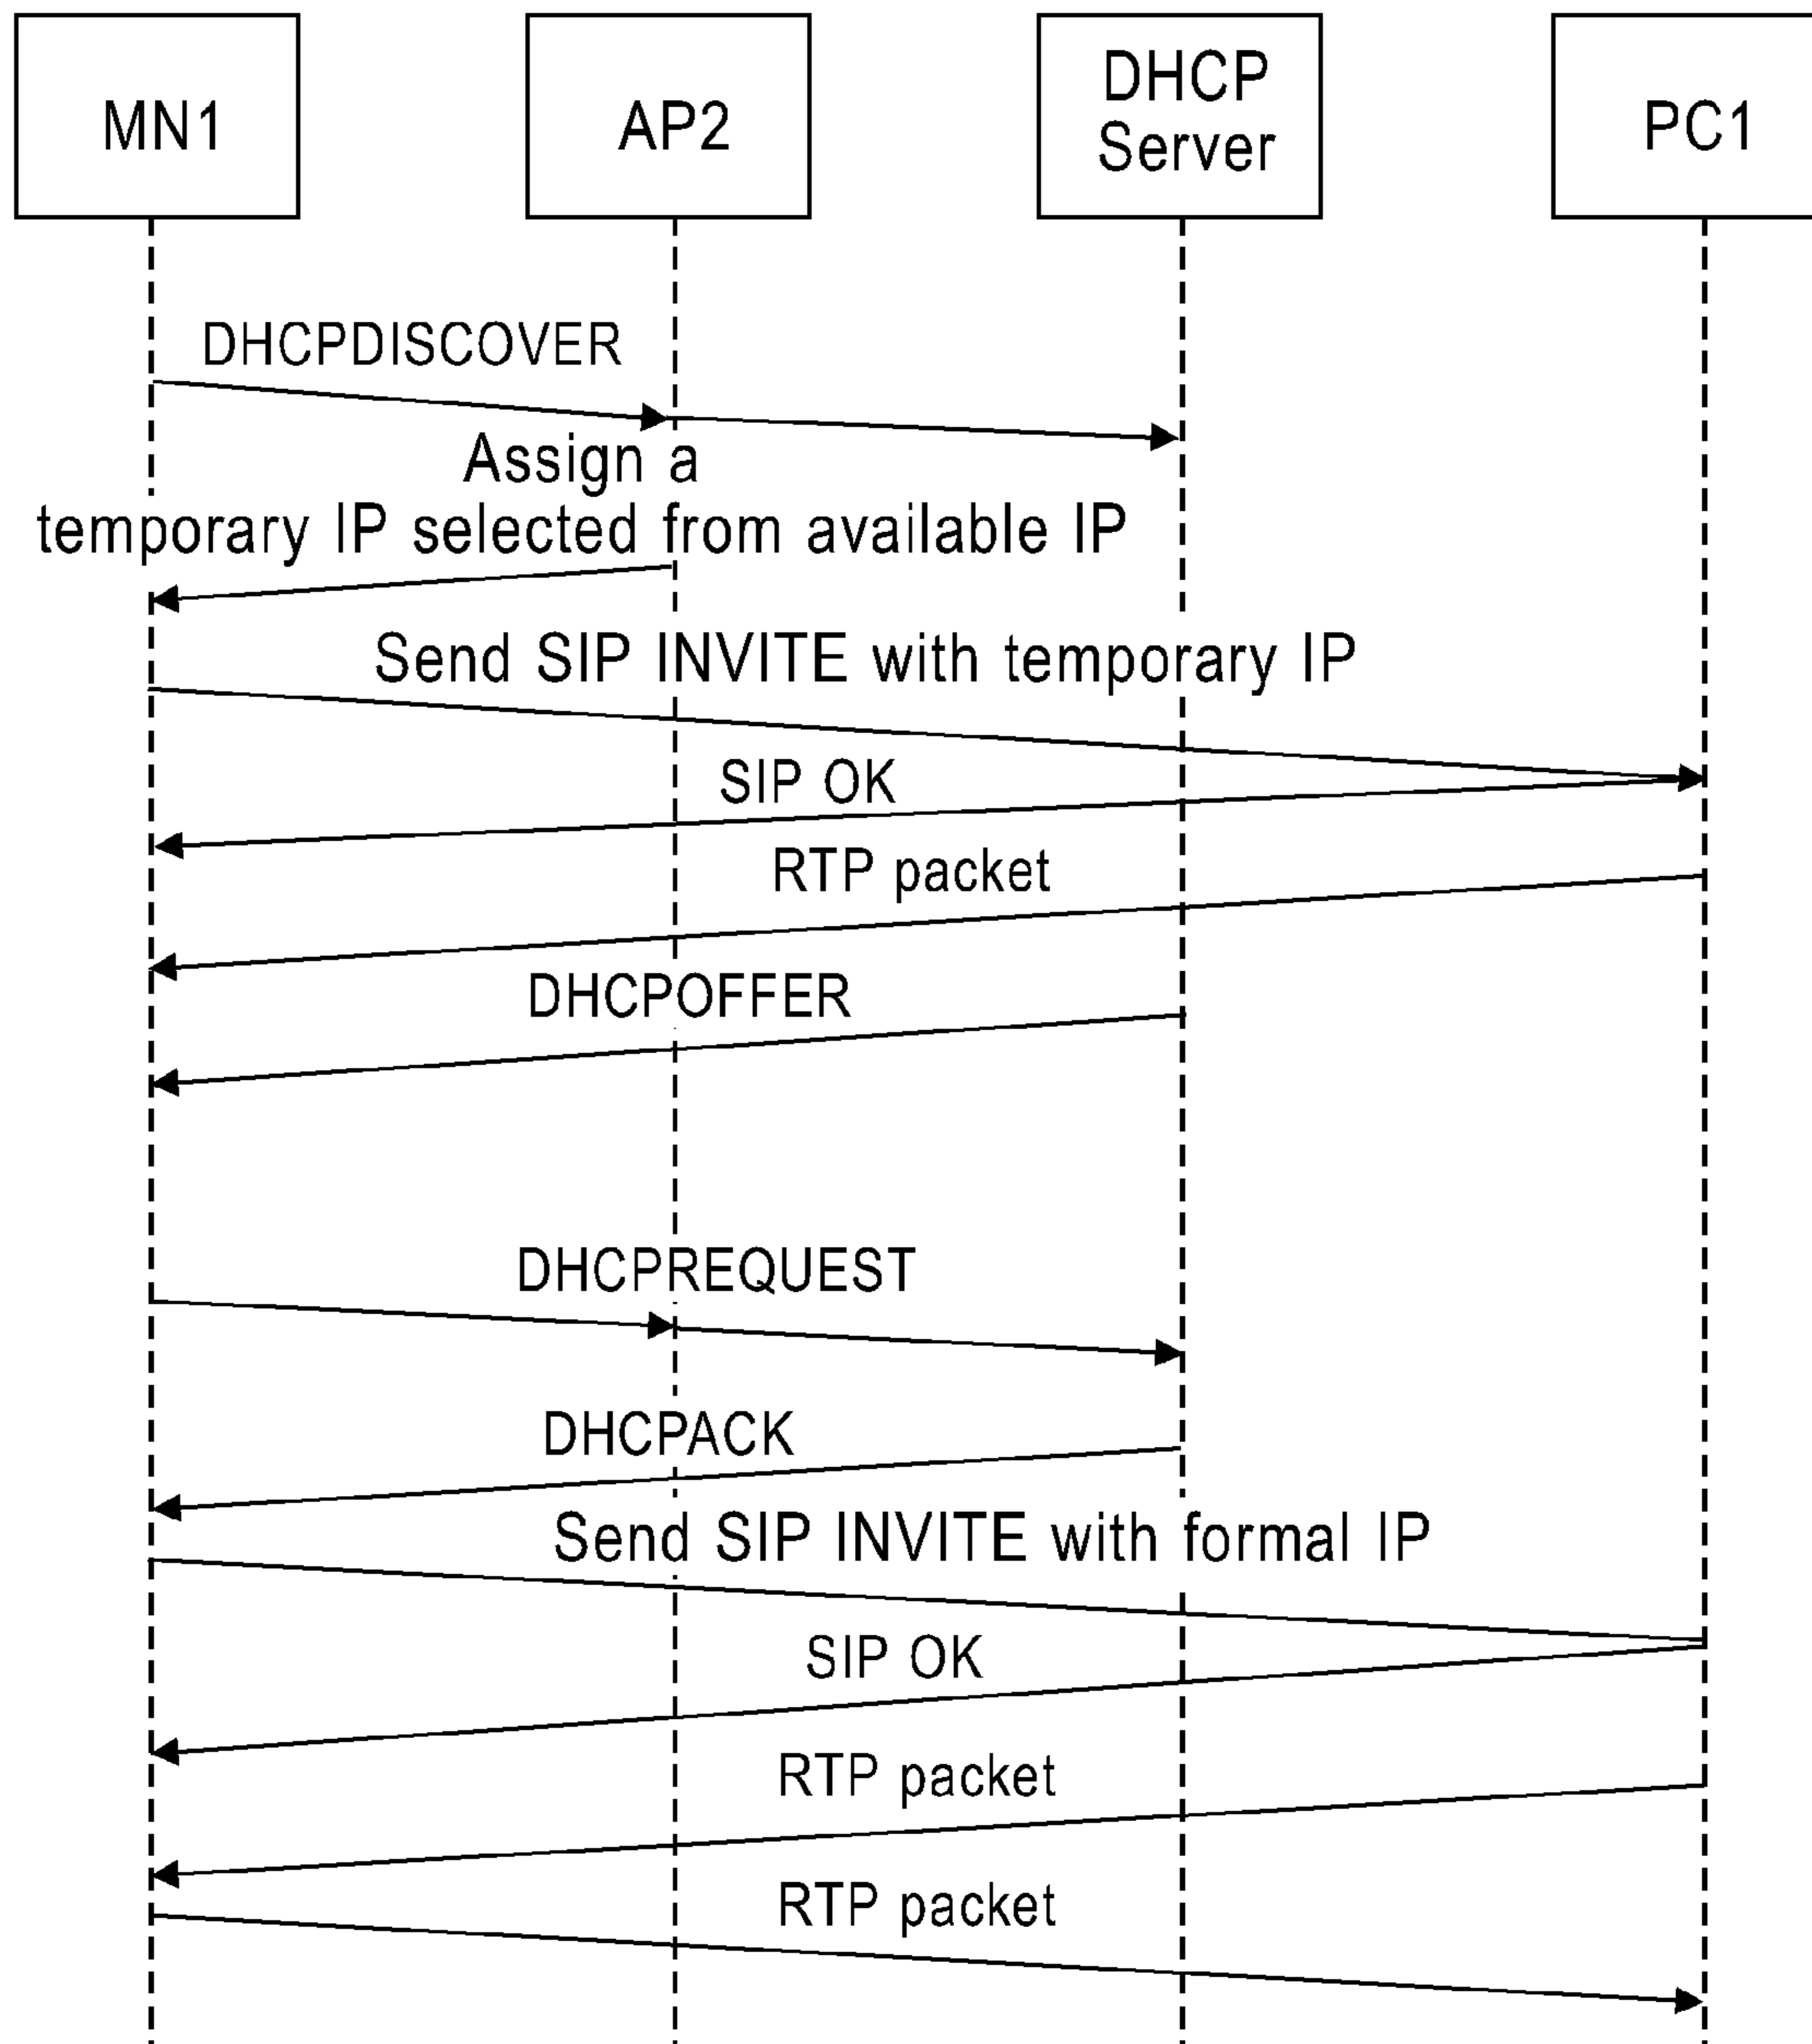 MN1
AP2
DHCP
Server
PC1
DHCPDISCOVER
Assign a
temporary IP selected from available IP
Send SIP INVITE with temporary IP
SIP OK
RTP packet
DHCPOFFER
DHCPREQUEST
DHCPACK
Send SIP INVITE with formal IP
SIP OK
RTP packet
RTP packet